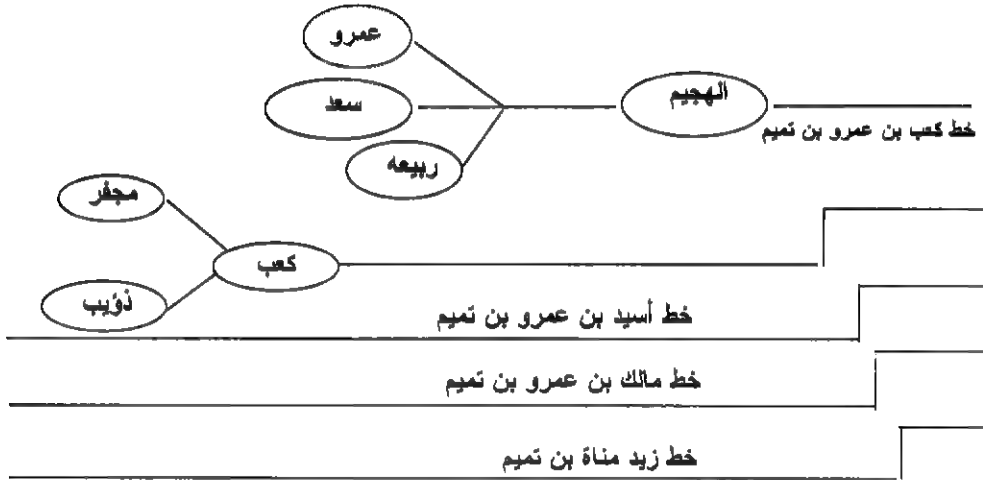 عمرو
الهجيم
سعد
خط كعب بن عمرو بن تميم
ربيعه
مجفر
كعب
ذؤيب
خط أسيد بن عمرو بن تميم
خط مالك بن عمرو بن تميم
خط زيد مناة بن تميم